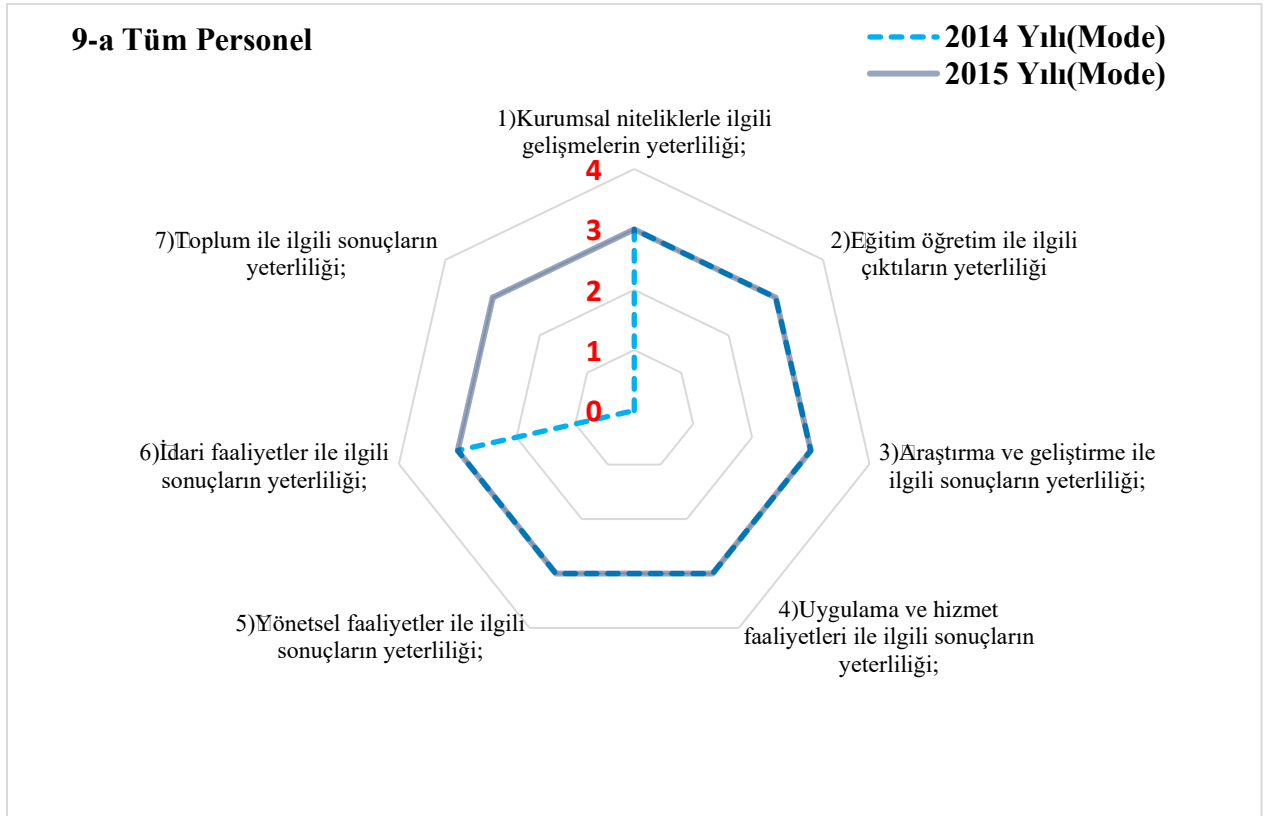 9-a Tüm Personel
2014 Yılı(Mode)
2015 Yılı(Mode)
1)Kurumsal niteliklerle ilgili
gelişmelerin yeterliliği;
2)Eğitim öğretim ile ilgili
çıktıların yeterliliği
3)Araştırma ve geliştirme ile
ilgili sonuçların yeterliliği;
4)Uygulama ve hizmet
faaliyetleri ile ilgili sonuçların
yeterliliği;
5)Yönetsel faaliyetler ile ilgili
sonuçların yeterliliği;
6)İdari faaliyetler ile ilgili
sonuçların yeterliliği;
7)Toplum ile ilgili sonuçların
yeterliliği;
4
3
2
1
0